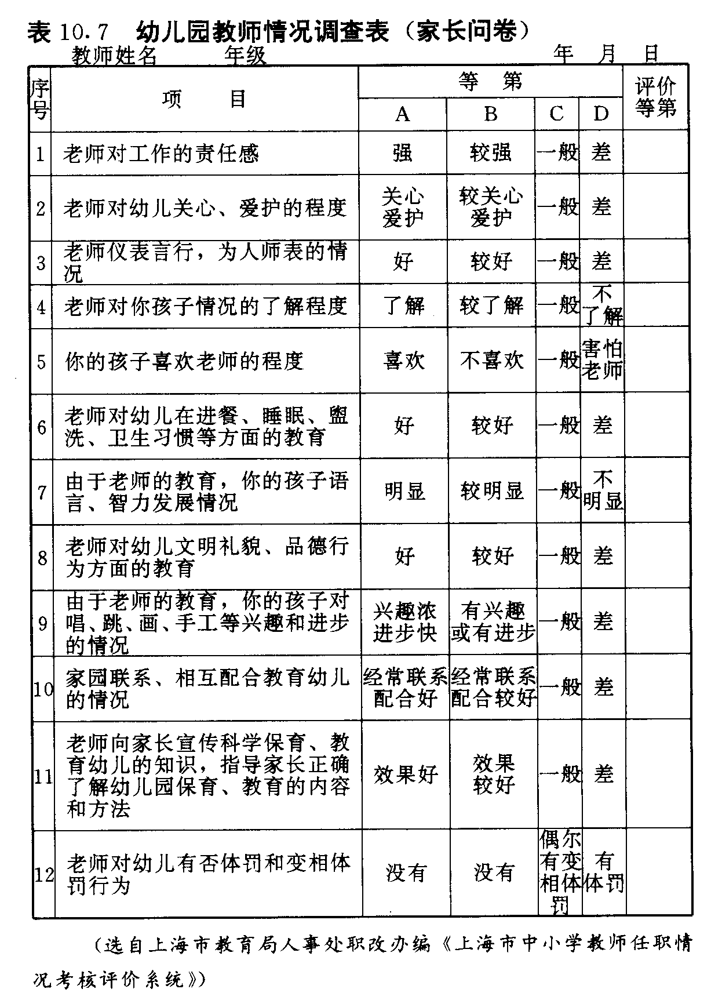 表 10.7 幼儿园教师情况调查表（家长问卷）
教师姓名 年级 年 月 日
序号 项 目 等 第 评价等第
A B C D
1 老师对工作的责任感 强 较强 一般 差
2 老师对幼儿关心、爱护的程度 关心爱护 较关心爱护 一般 差
3 老师仪表言行，为人师表的情况 好 较好 一般 差
4 老师对你孩子情况的了解程度 了解 较了解 一般 不了解
5 你的孩子喜欢老师的程度 喜欢 不喜欢 一般 害怕老师
6 老师对幼儿在进餐、睡眠、盥洗、卫生习惯等方面的教育 好 较好 一般 差
7 由于老师的教育，你的孩子语言、智力发展情况 明显 较明显 一般 不明显
8 老师对幼儿文明礼貌、品德行为方面的教育 好 较好 一般 差
9 由于老师的教育，你的孩子对唱、跳、画、手工等兴趣和进步的情况 兴趣浓进步快 有兴趣或有进步 一般 差
10 家园联系、相互配合教育幼儿的情况 经常联系配合好 经常联系配合较好 一般 差
11 老师向家长宣传科学保育、教育幼儿的知识，指导家长正确了解幼儿园保育、教育的内容和方法 效果好 效果较好 一般 差
12 老师对幼儿有否体罚和变相体罚行为 没有 没有 偶尔有变相体罚 有体罚
（选自上海市教育局人事处职改办编《上海市中小学教师任职情
况考核评价系统》）